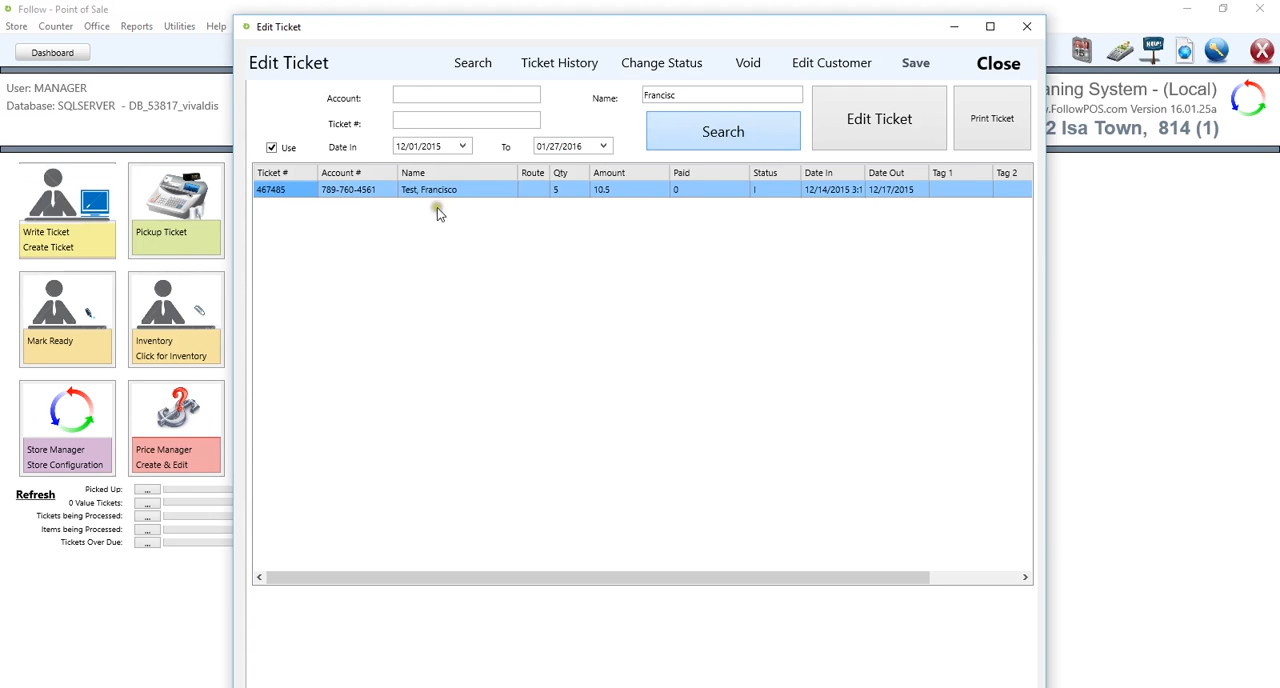 Follow - Point of Sale
Store Counter Office Reports Utilities Help
Dashboard
User: MANAGER
Database: SQLSERVER - DB_53817_vivaldis
Write Ticket
Create Ticket
Pickup Ticket
Mark Ready
Inventory
Click for Inventory
Store Manager
Store Configuration
Price Manager
Create & Edit
Refresh
Picked Up: ...
0 Value Tickets: ...
Tickets being Processed: ...
Items being Processed: ...
Tickets Over Due: ...
Edit Ticket
Edit Ticket Search Ticket History Change Status Void Edit Customer Save Close
Account: Name: Francisc
Ticket #: Search Edit Ticket Print Ticket
Use Date In 12/01/2015 To 01/27/2016
Ticket # Account # Name Route Qty Amount Paid Status Date In Date Out Tag 1 Tag 2
467485 789-760-4561 Test, Francisco 5 10.5 0 I 12/14/2015 3:1 12/17/2015
HELP!
aning System - (Local)
.FollowPOS.com Version 16.01.25a
2 Isa Town, 814 (1)